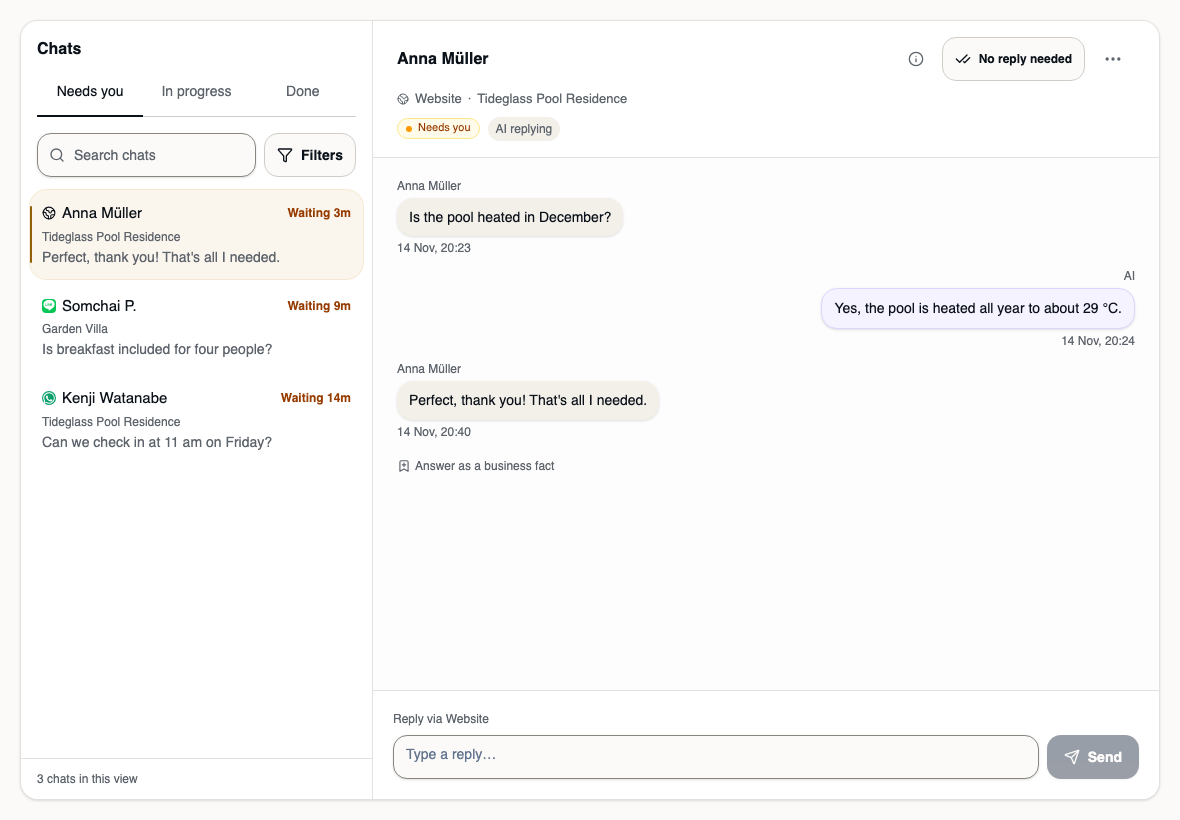 Chats
Needs you
In progress
Done
Search chats
Filters
Anna Müller
Waiting 3m
Tideglass Pool Residence
Perfect, thank you! That's all I needed.
Somchai P.
Waiting 9m
Garden Villa
Is breakfast included for four people?
Kenji Watanabe
Waiting 14m
Tideglass Pool Residence
Can we check in at 11 am on Friday?
3 chats in this view
Anna Müller
No reply needed
Website · Tideglass Pool Residence
Needs you
AI replying
Anna Müller
Is the pool heated in December?
14 Nov, 20:23
AI
Yes, the pool is heated all year to about 29 °C.
14 Nov, 20:24
Anna Müller
Perfect, thank you! That's all I needed.
14 Nov, 20:40
Answer as a business fact
Reply via Website
Type a reply…
Send